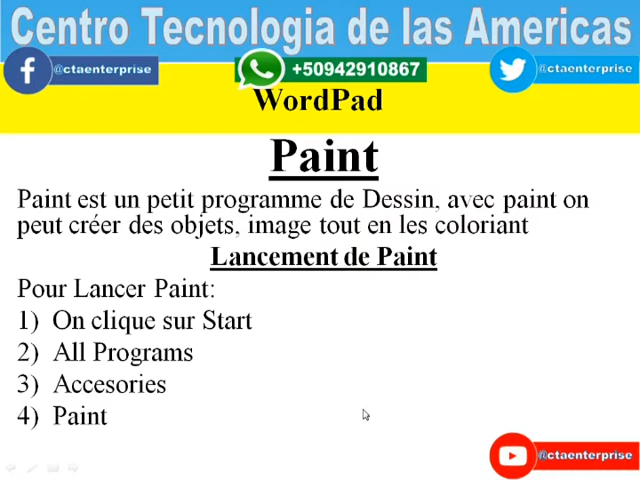 Centro Tecnologia de las Americas
@ctaenterprise
+50942910867
@ctaenterprise
WordPad
Paint
Paint est un petit programme de Dessin, avec paint on
peut créer des objets, image tout en les coloriant
Lancement de Paint
Pour Lancer Paint:
1) On clique sur Start
2) All Programs
3) Accesories
4) Paint
@ctaenterprise